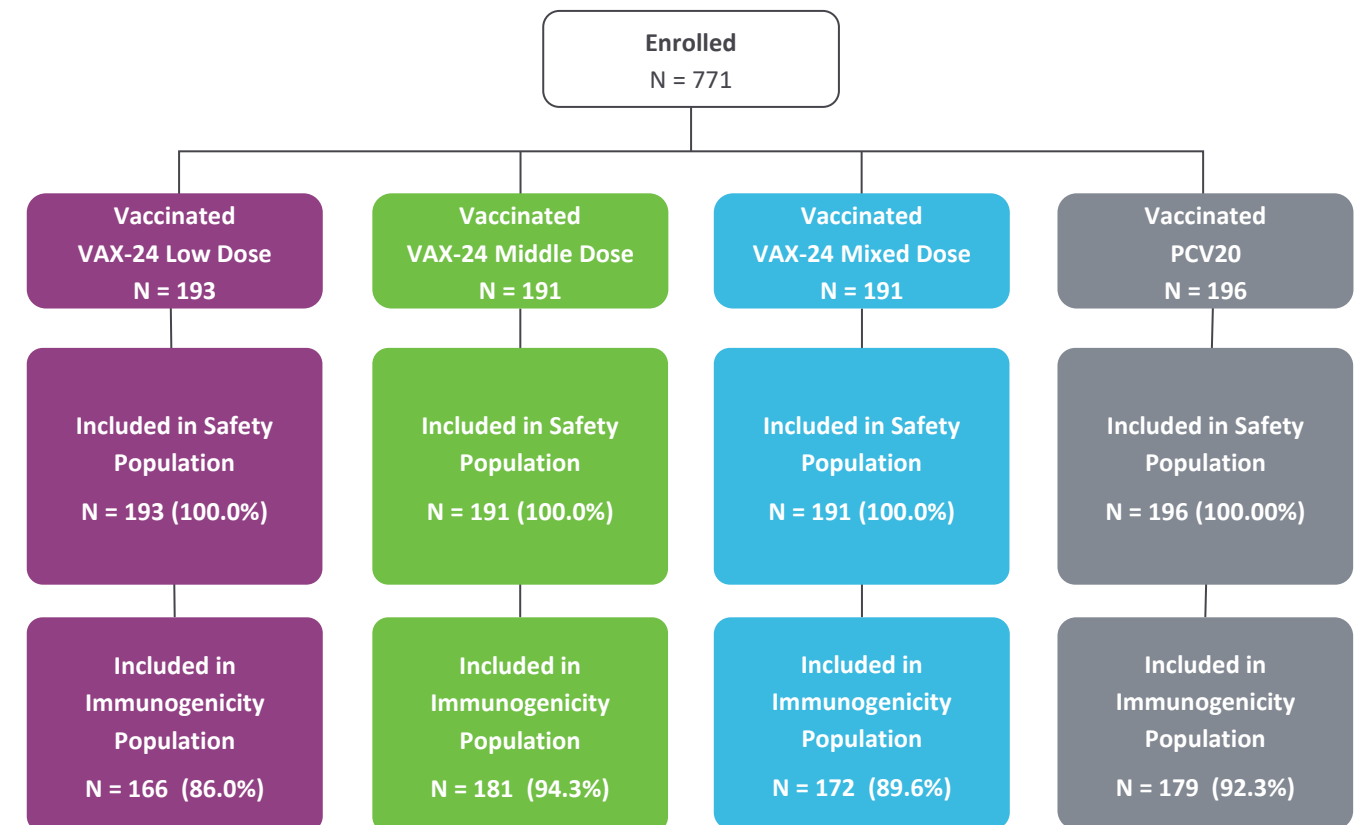 Enrolled
N = 771
Vaccinated
VAX-24 Low Dose
N = 193
Vaccinated
VAX-24 Middle Dose
N = 191
Vaccinated
VAX-24 Mixed Dose
N = 191
Vaccinated
PCV20
N = 196
Included in Safety
Population
N = 193 (100.0%)
Included in Safety
Population
N = 191 (100.0%)
Included in Safety
Population
N = 191 (100.0%)
Included in Safety
Population
N = 196 (100.00%)
Included in
Immunogenicity
Population
N = 166 (86.0%)
Included in
Immunogenicity
Population
N = 181 (94.3%)
Included in
Immunogenicity
Population
N = 172 (89.6%)
Included in
Immunogenicity
Population
N = 179 (92.3%)